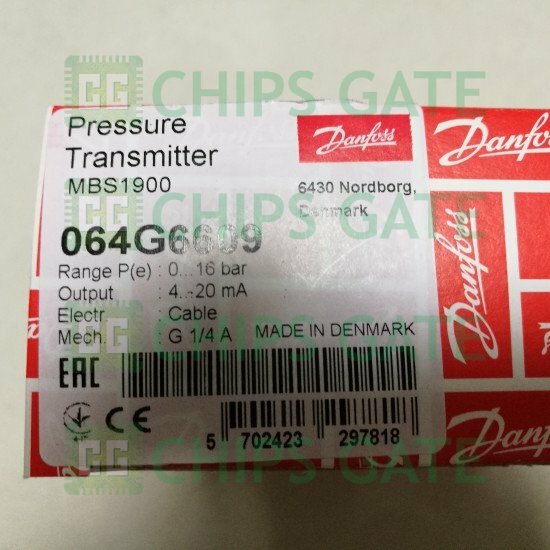 CHIPS GATE
Pressure
Transmitter
MBS1900
Danfoss
6430 Nordborg,
Denmark
064G6609
Range P(e) : 0...16 bar
Output : 4...20 mA
Electr. : Cable
Mech. : G 1/4 A MADE IN DENMARK
EAC
CE
5 702423 297818
Danfoss
Danfoss
Danfoss
CHIPS GATE
CHIPS GATE
CHIPS GATE
CHIPS GATE